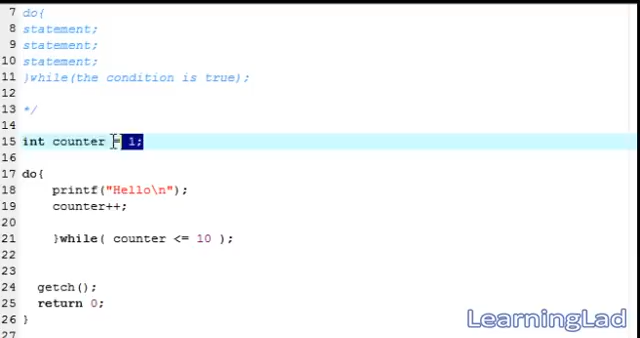 7 do{
8 statement;
9 statement;
10 statement;
11 }while(the condition is true);
12
13 */
14
15 int counter = 1;
16
17 do{
18 printf("Hello\n");
19 counter++;
20
21 }while( counter <= 10 );
22
23
24 getch();
25 return 0;
26 }
27
LearningLad